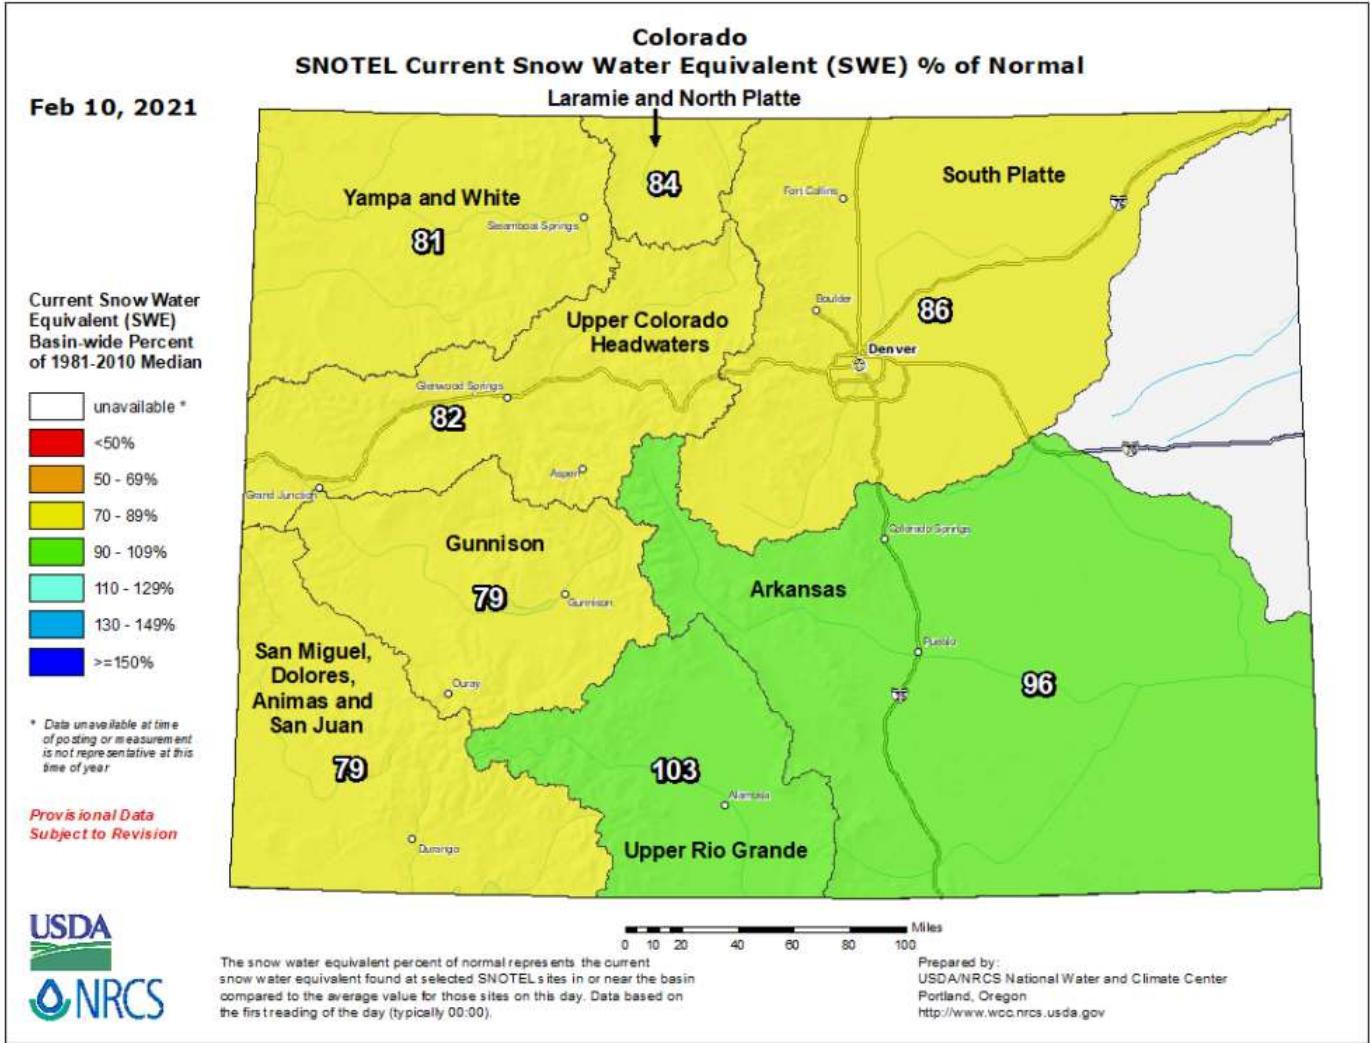 Colorado
SNOTEL Current Snow Water Equivalent (SWE) % of Normal
Feb 10, 2021
Laramie and North Platte
84
South Platte
Fort Collins
76
Yampa and White
Steamboat Springs
81
Boulder
86
Upper Colorado
Headwaters
Denver
Glenwood Springs
82
70
Aspen
Grand Junction
Gunnison
79
Gunnison
Colorado Springs
Arkansas
Pueblo
San Miguel,
Dolores,
Animas and
San Juan
Ouray
96
25
79
103
Alamosa
Durango
Upper Rio Grande
Current Snow Water
Equivalent (SWE)
Basin-wide Percent
of 1981-2010 Median
unavailable *
<50%
50 - 69%
70 - 89%
90 - 109%
110 - 129%
130 - 149%
>=150%
* Data unavailable at time
of posting or measurement
is not representative at this
time of year
Provisional Data
Subject to Revision
USDA
NRCS
Miles
0 10 20 40 60 80 100
The snow water equivalent percent of normal represents the current
snow water equivalent found at selected SNOTEL sites in or near the basin
compared to the average value for those sites on this day. Data based on
the first reading of the day (typically 00:00).
Prepared by:
USDA/NRCS National Water and Climate Center
Portland, Oregon
http://www.wcc.nrcs.usda.gov